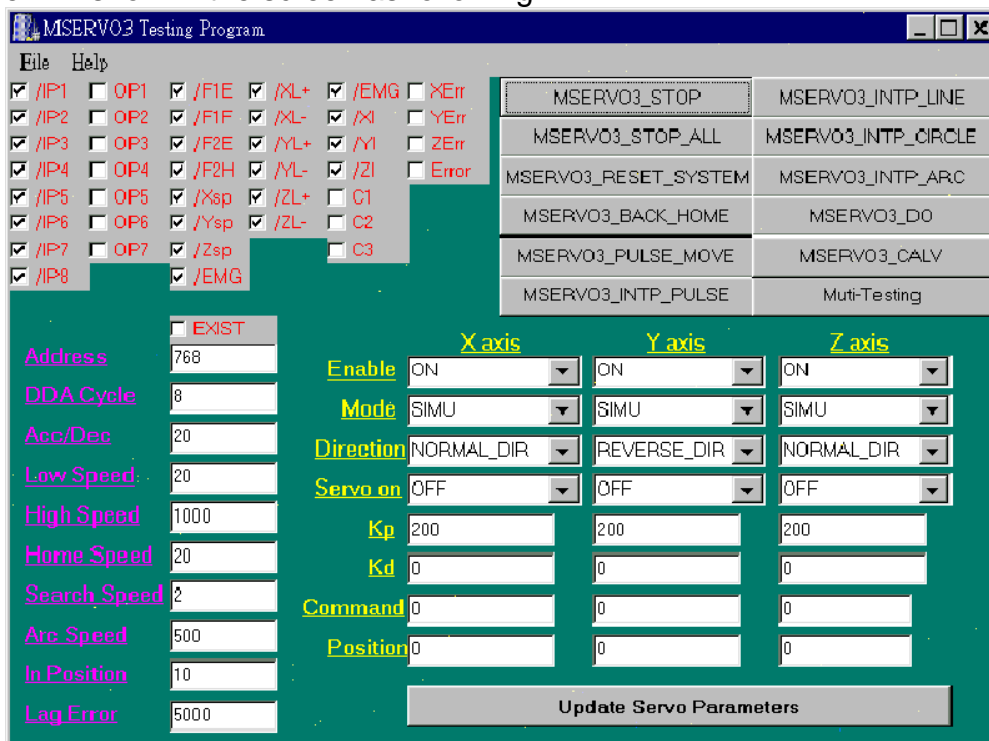 MSERVO3 Testing Program
File Help
/IP1 OP1 /F1E /XL+ /EMG XErr
/IP2 OP2 /F1F /XL- /XI YErr
/IP3 OP3 /F2E /YL+ /YI ZErr
/IP4 OP4 /F2H /YL- /ZI Error
/IP5 OP5 /Xsp /ZL+ C1
/IP6 OP6 /Ysp /ZL- C2
/IP7 OP7 /Zsp C3
/IP8 /EMG
MSERVO3_STOP MSERVO3_INTP_LINE
MSERVO3_STOP_ALL MSERVO3_INTP_CIRCLE
MSERVO3_RESET_SYSTEM MSERVO3_INTP_ARC
MSERVO3_BACK_HOME MSERVO3_DO
MSERVO3_PULSE_MOVE MSERVO3_CALV
MSERVO3_INTP_PULSE Muti-Testing
EXIST
Address 768
DDA Cycle 8
Acc/Dec 20
Low Speed 20
High Speed 1000
Home Speed 20
Search Speed 2
Arc Speed 500
In Position 10
Lag Error 5000
X axis Y axis Z axis
Enable ON ON ON
Mode SIMU SIMU SIMU
Direction NORMAL_DIR REVERSE_DIR NORMAL_DIR
Servo on OFF OFF OFF
Kp 200 200 200
Kd 0 0 0
Command 0 0 0
Position 0 0 0
Update Servo Parameters